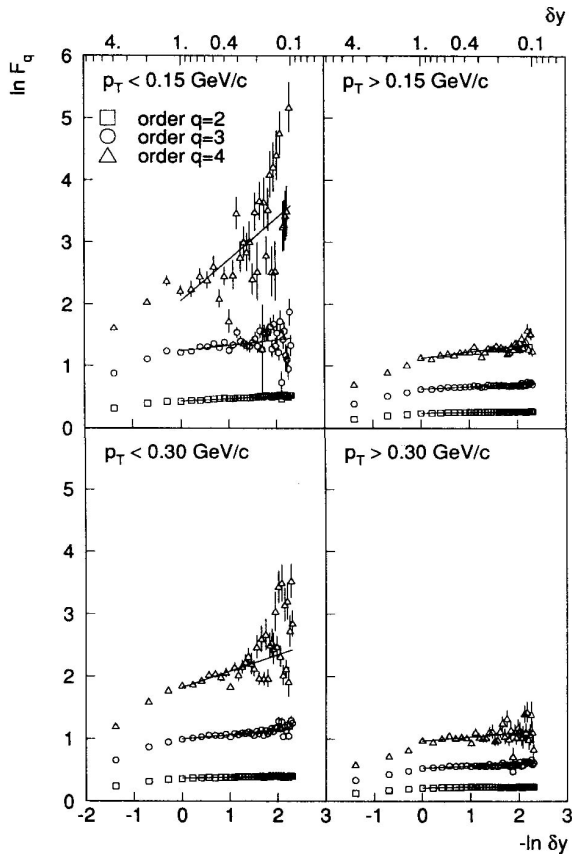 δy
4. 1. 0.4 0.1 4. 1. 0.4 0.1
ln F_q
6
5
4
3
2
1
0
p_T < 0.15 GeV/c
□ order q=2
○ order q=3
△ order q=4
p_T > 0.15 GeV/c
5
4
3
2
1
0
p_T < 0.30 GeV/c
p_T > 0.30 GeV/c
-2 -1 0 1 2 3 -1 0 1 2 3
-ln δy